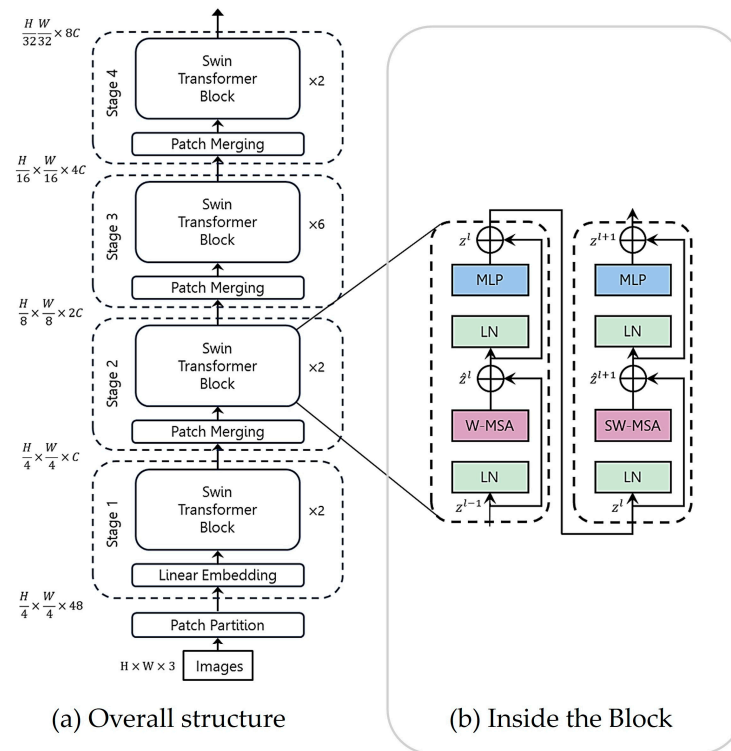 H/32 W/32 × 8C
Stage 4
Swin
Transformer
Block
×2
Patch Merging
H/16 × W/16 × 4C
Stage 3
Swin
Transformer
Block
×6
Patch Merging
H/8 × W/8 × 2C
Stage 2
Swin
Transformer
Block
×2
Patch Merging
H/4 × W/4 × C
Stage 1
Swin
Transformer
Block
×2
Linear Embedding
H/4 × W/4 × 48
Patch Partition
H × W × 3
Images
(a) Overall structure
z^l
MLP
LN
ẑ^l
W-MSA
LN
z^{l-1}
z^{l+1}
MLP
LN
ẑ^{l+1}
SW-MSA
LN
z^l
(b) Inside the Block